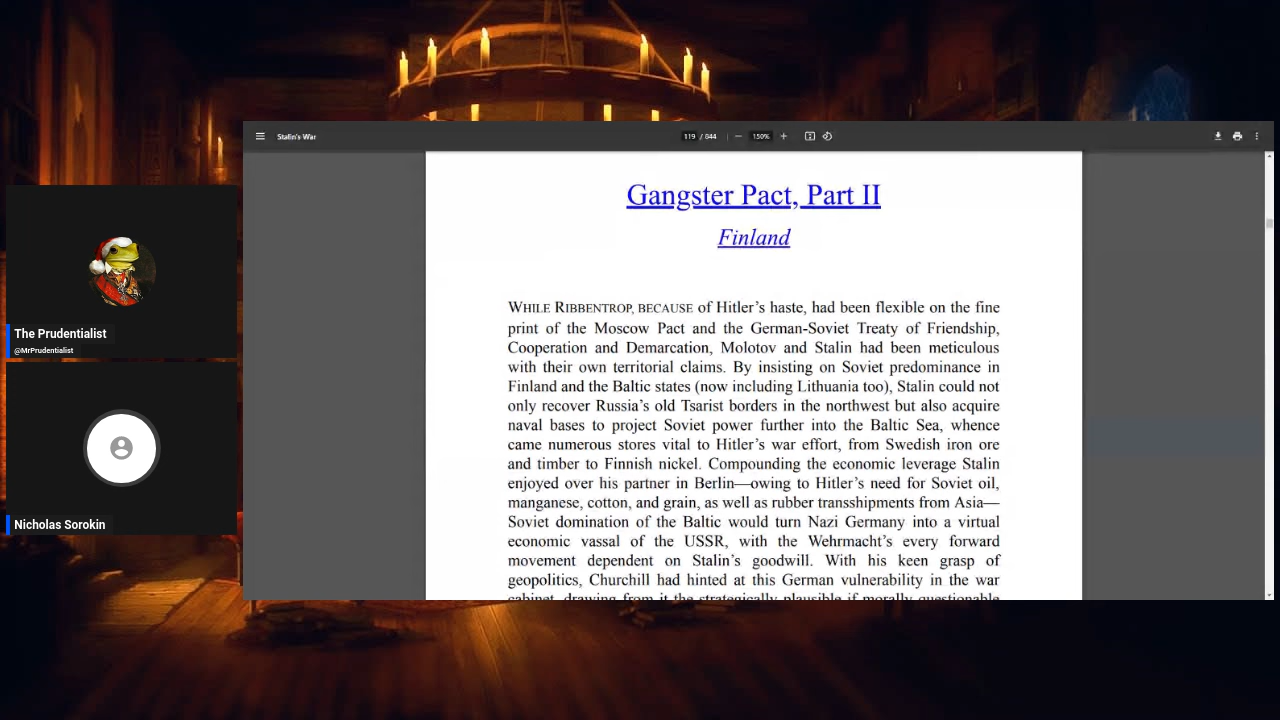 Stalin's War
119 / 844
150%
Gangster Pact, Part II
Finland
WHILE RIBBENTROP, BECAUSE of Hitler's haste, had been flexible on the fine
print of the Moscow Pact and the German-Soviet Treaty of Friendship,
Cooperation and Demarcation, Molotov and Stalin had been meticulous
with their own territorial claims. By insisting on Soviet predominance in
Finland and the Baltic states (now including Lithuania too), Stalin could not
only recover Russia's old Tsarist borders in the northwest but also acquire
naval bases to project Soviet power further into the Baltic Sea, whence
came numerous stores vital to Hitler's war effort, from Swedish iron ore
and timber to Finnish nickel. Compounding the economic leverage Stalin
enjoyed over his partner in Berlin—owing to Hitler's need for Soviet oil,
manganese, cotton, and grain, as well as rubber transshipments from Asia—
Soviet domination of the Baltic would turn Nazi Germany into a virtual
economic vassal of the USSR, with the Wehrmacht's every forward
movement dependent on Stalin's goodwill. With his keen grasp of
geopolitics, Churchill had hinted at this German vulnerability in the war
cabinet, drawing from it the strategically plausible if morally questionable
The Prudentialist
@MrPrudentialist
Nicholas Sorokin